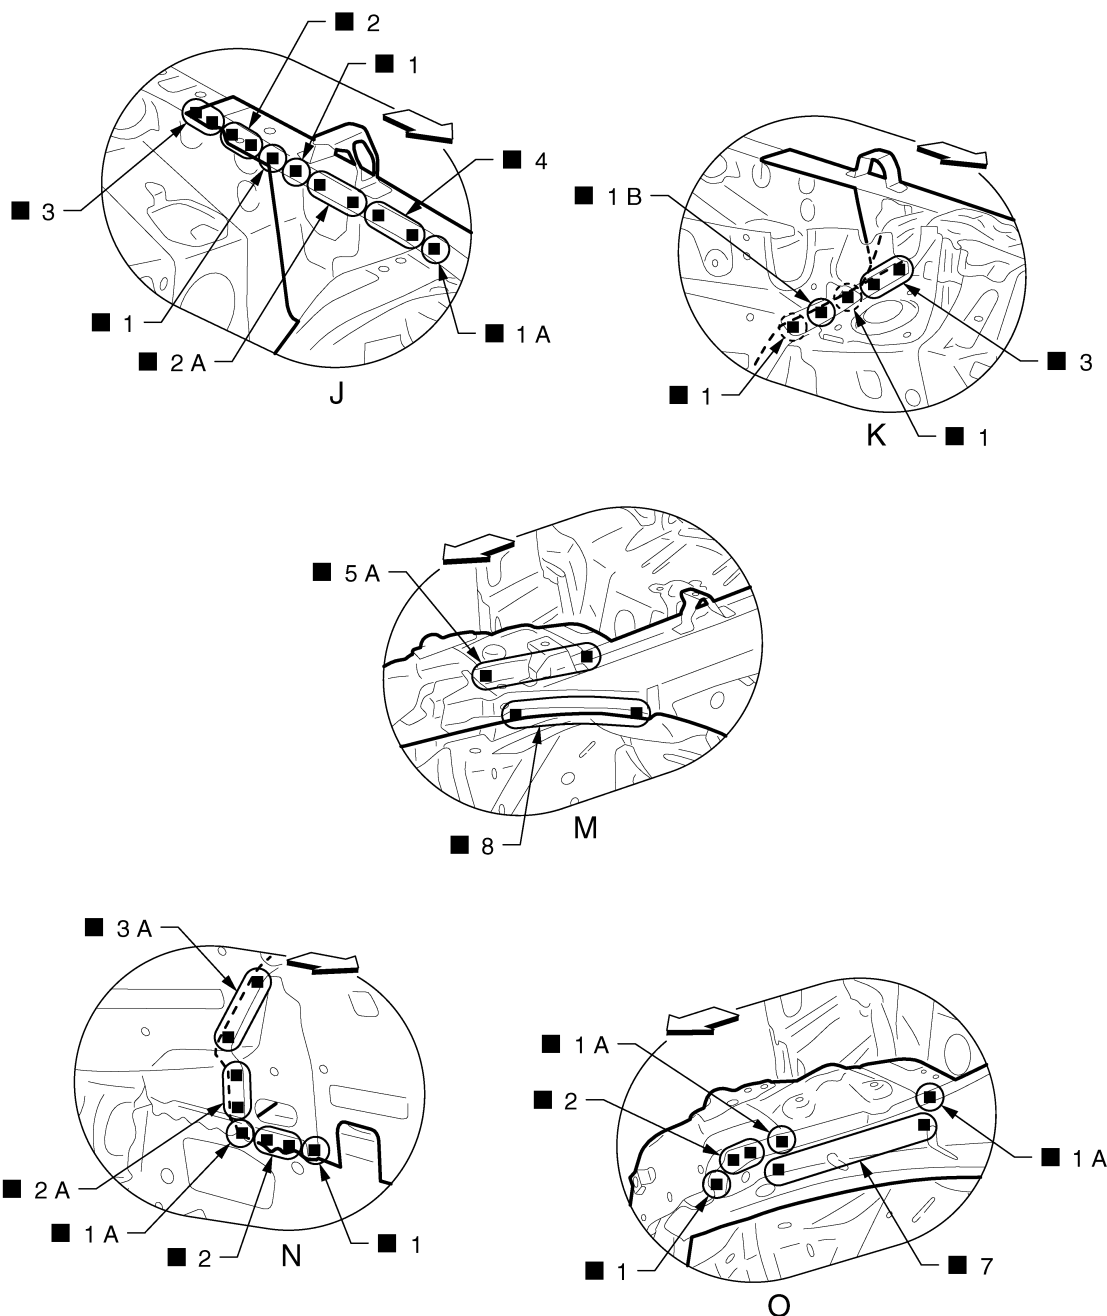 ■ 2
■ 1
■ 4
■ 3
■ 1
■ 2 A
■ 1 A
J
■ 1 B
■ 3
■ 1
■ 1
K
■ 5 A
■ 8
M
■ 3 A
■ 2 A
■ 1 A
■ 2
■ 1
N
■ 1 A
■ 2
■ 1 A
■ 1
■ 7
O